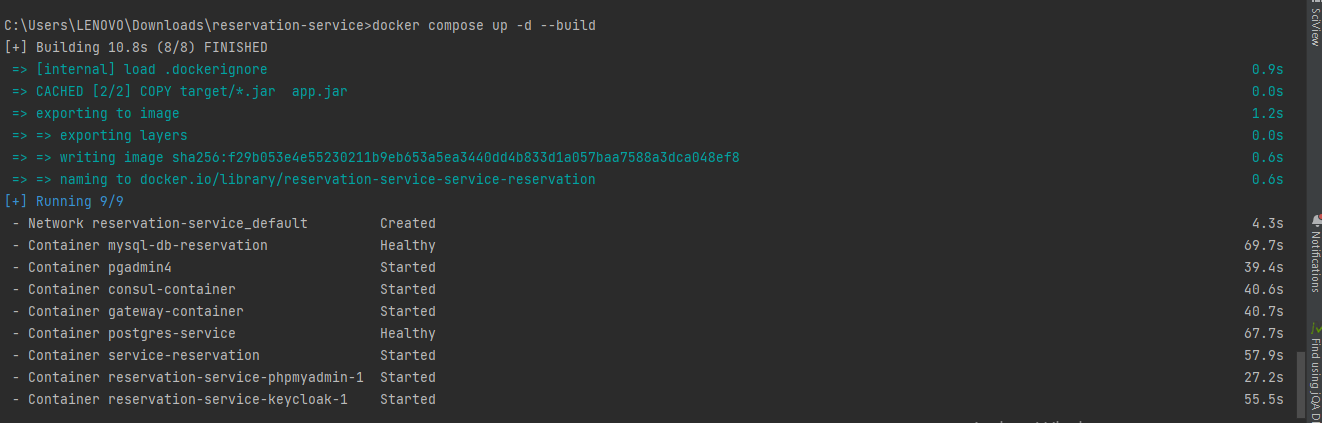 C:\Users\LENOVO\Downloads\reservation-service>docker compose up -d --build
[+] Building 10.8s (8/8) FINISHED
=> [internal] load .dockerignore 0.9s
=> CACHED [2/2] COPY target/*.jar  app.jar 0.0s
=> exporting to image 1.2s
=> => exporting layers 0.0s
=> => writing image sha256:f29b053e4e55230211b9eb653a5ea3440dd4b833d1a057baa7588a3dca048ef8 0.6s
=> => naming to docker.io/library/reservation-service-service-reservation 0.6s
[+] Running 9/9
- Network reservation-service_default Created 4.3s
- Container mysql-db-reservation Healthy 69.7s
- Container pgadmin4 Started 39.4s
- Container consul-container Started 40.6s
- Container gateway-container Started 40.7s
- Container postgres-service Healthy 67.7s
- Container service-reservation Started 57.9s
- Container reservation-service-phpmyadmin-1 Started 27.2s
- Container reservation-service-keycloak-1 Started 55.5s
SciView
Notifications
Find using jQA